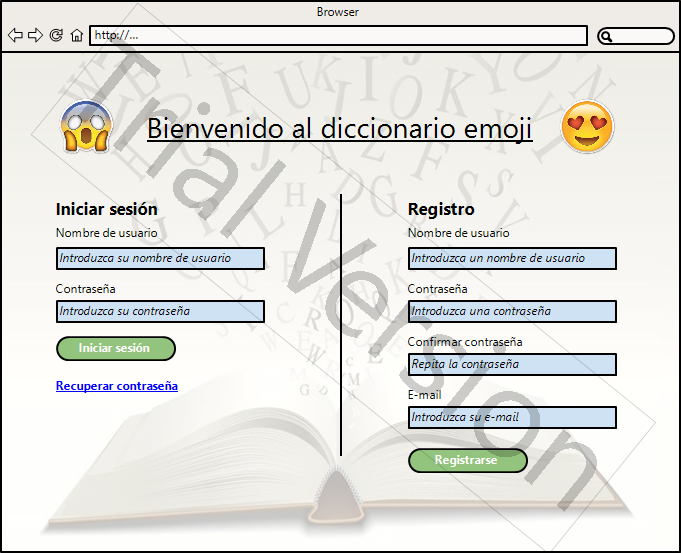 Browser
http://...
Bienvenido al diccionario emoji
Iniciar sesión
Nombre de usuario
Introduzca su nombre de usuario
Contraseña
Introduzca su contraseña
Iniciar sesión
Recuperar contraseña
Registro
Nombre de usuario
Introduzca un nombre de usuario
Contraseña
Introduzca una contraseña
Confirmar contraseña
Repita la contraseña
E-mail
Introduzca su e-mail
Registrarse
Trial Version